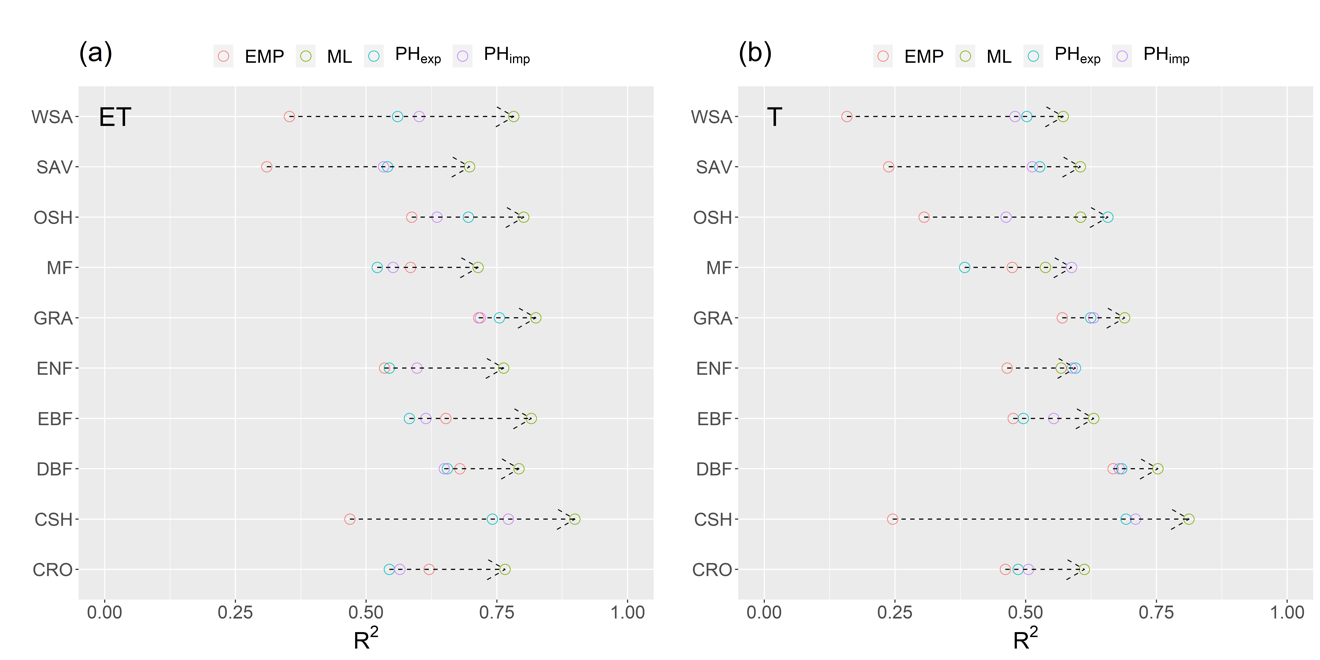 (a)
EMP ML PHexp PHimp
ET
WSA
SAV
OSH
MF
GRA
ENF
EBF
DBF
CSH
CRO
0.00 0.25 0.50 0.75 1.00
R²
(b)
EMP ML PHexp PHimp
T
WSA
SAV
OSH
MF
GRA
ENF
EBF
DBF
CSH
CRO
0.00 0.25 0.50 0.75 1.00
R²